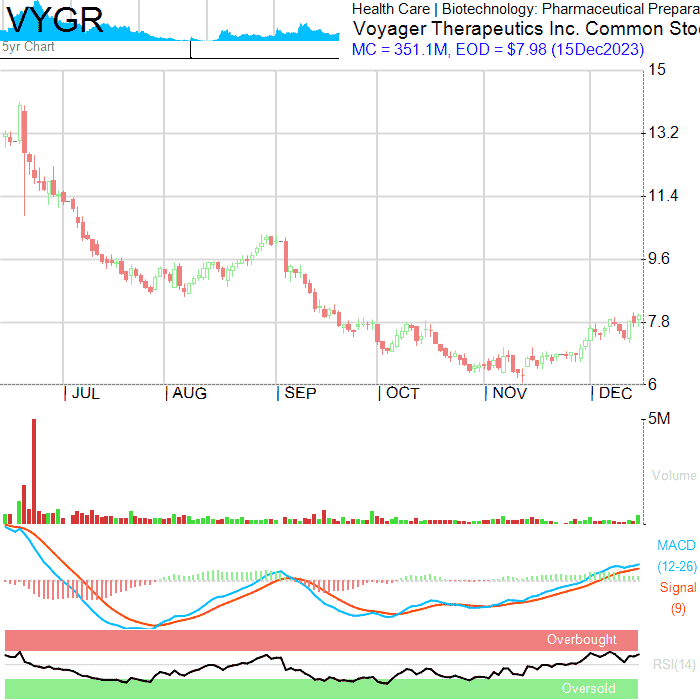 VYGR
5yr Chart
Health Care | Biotechnology: Pharmaceutical Prepara
Voyager Therapeutics Inc. Common Sto
MC = 351.1M, EOD = $7.98 (15Dec2023)
15
13.2
11.4
9.6
7.8
6
JUL AUG SEP OCT NOV DEC
5M
Volume
MACD
(12-26)
Signal
(9)
Overbought
RSI(14)
Oversold